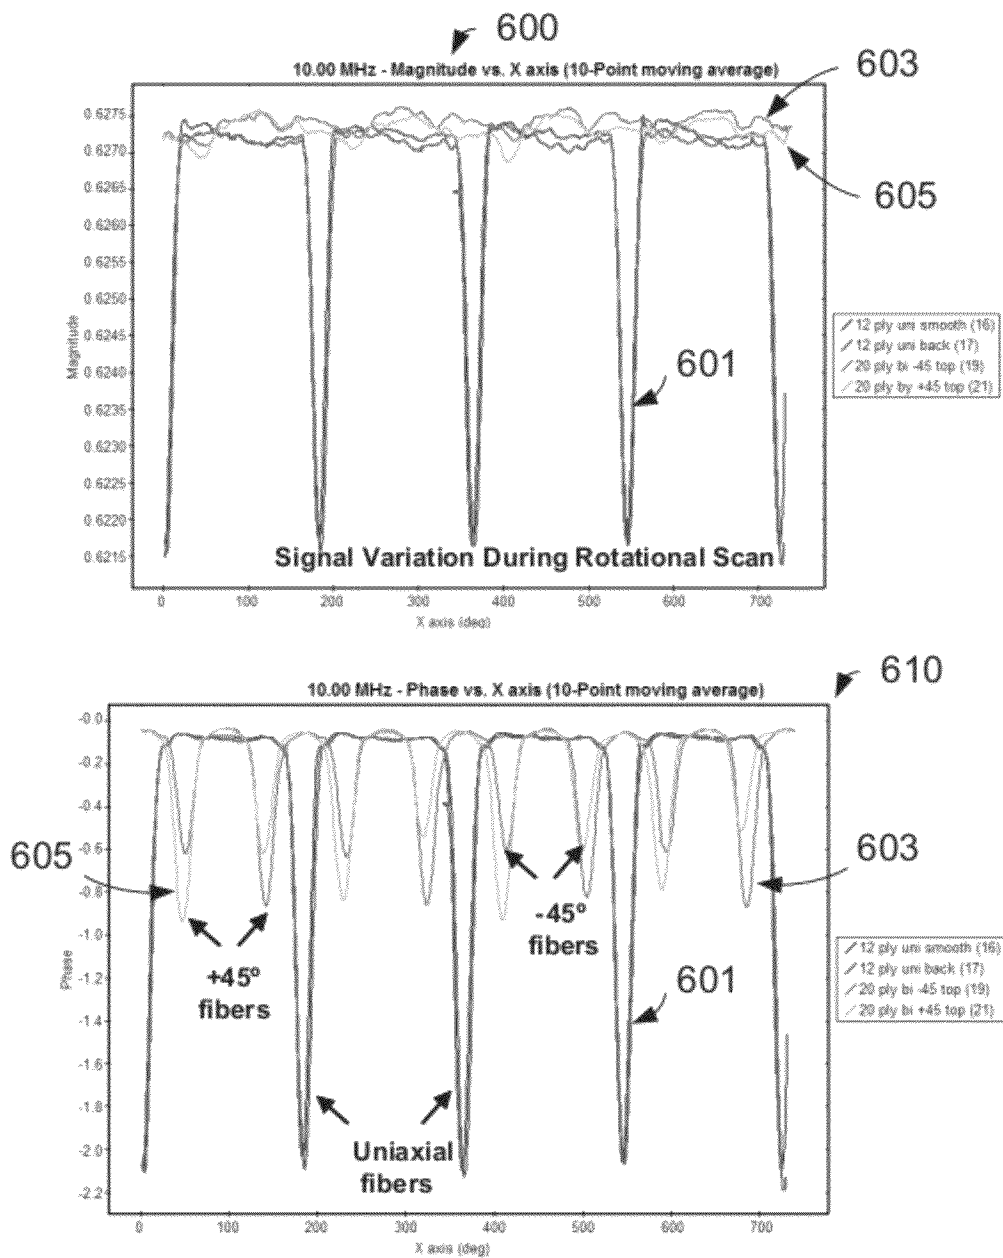 600
10.00 MHz - Magnitude vs. X axis (10-Point moving average)
603
605
601
0.6275
0.6270
0.6265
0.6260
0.6255
0.6250
0.6245
0.6240
0.6235
0.6230
0.6225
0.6220
0.6215
Magnitude
12 ply uni smooth (16)
12 ply uni back (17)
20 ply bi -45 top (19)
20 ply by +45 top (21)
Signal Variation During Rotational Scan
0 100 200 300 400 500 600 700
X axis (deg)
610
10.00 MHz - Phase vs. X axis (10-Point moving average)
-0.0
-0.2
-0.4
-0.6
-0.8
-1.0
-1.2
-1.4
-1.6
-1.8
-2.0
-2.2
Phase
605
603
+45º
fibers
-45º
fibers
601
Uniaxial
fibers
12 ply uni smooth (16)
12 ply uni back (17)
20 ply bi -45 top (19)
20 ply bi +45 top (21)
0 100 200 300 400 500 600 700
X axis (deg)